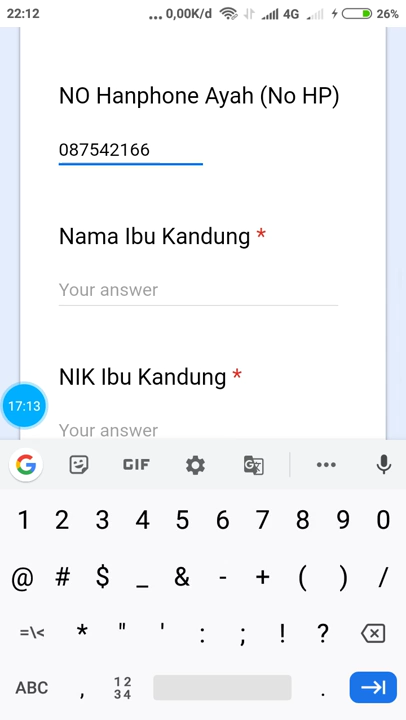 22:12 ... 0,00K/d 4G 26%
NO Hanphone Ayah (No HP)
087542166
Nama Ibu Kandung *
Your answer
NIK Ibu Kandung *
17:13
Your answer
G GIF ...
1 2 3 4 5 6 7 8 9 0
@ # $ _ & - + ( ) /
=\< * " ' : ; ! ?
ABC , 12 34 .